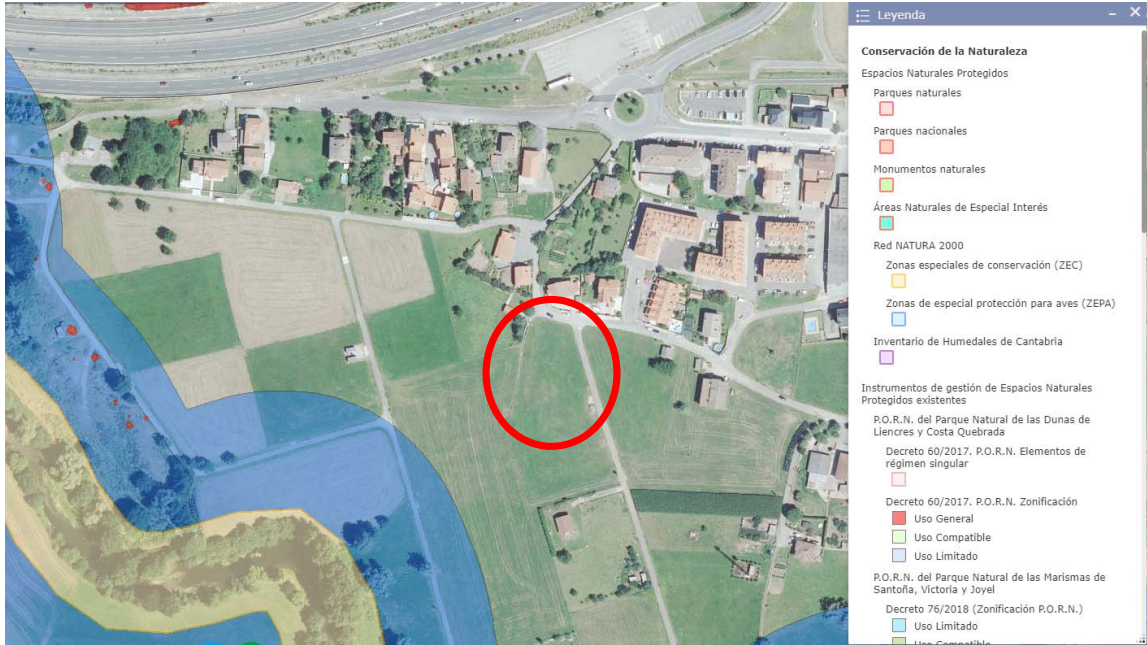 Leyenda
Conservación de la Naturaleza
Espacios Naturales Protegidos
Parques naturales
Parques nacionales
Monumentos naturales
Áreas Naturales de Especial Interés
Red NATURA 2000
Zonas especiales de conservación (ZEC)
Zonas de especial protección para aves (ZEPA)
Inventario de Humedales de Cantabria
Instrumentos de gestión de Espacios Naturales
Protegidos existentes
P.O.R.N. del Parque Natural de las Dunas de
Liencres y Costa Quebrada
Decreto 60/2017. P.O.R.N. Elementos de
régimen singular
Decreto 60/2017. P.O.R.N. Zonificación
Uso General
Uso Compatible
Uso Limitado
P.O.R.N. del Parque Natural de las Marismas de
Santoña, Victoria y Joyel
Decreto 76/2018 (Zonificación P.O.R.N.)
Uso Limitado
Uso Compatible